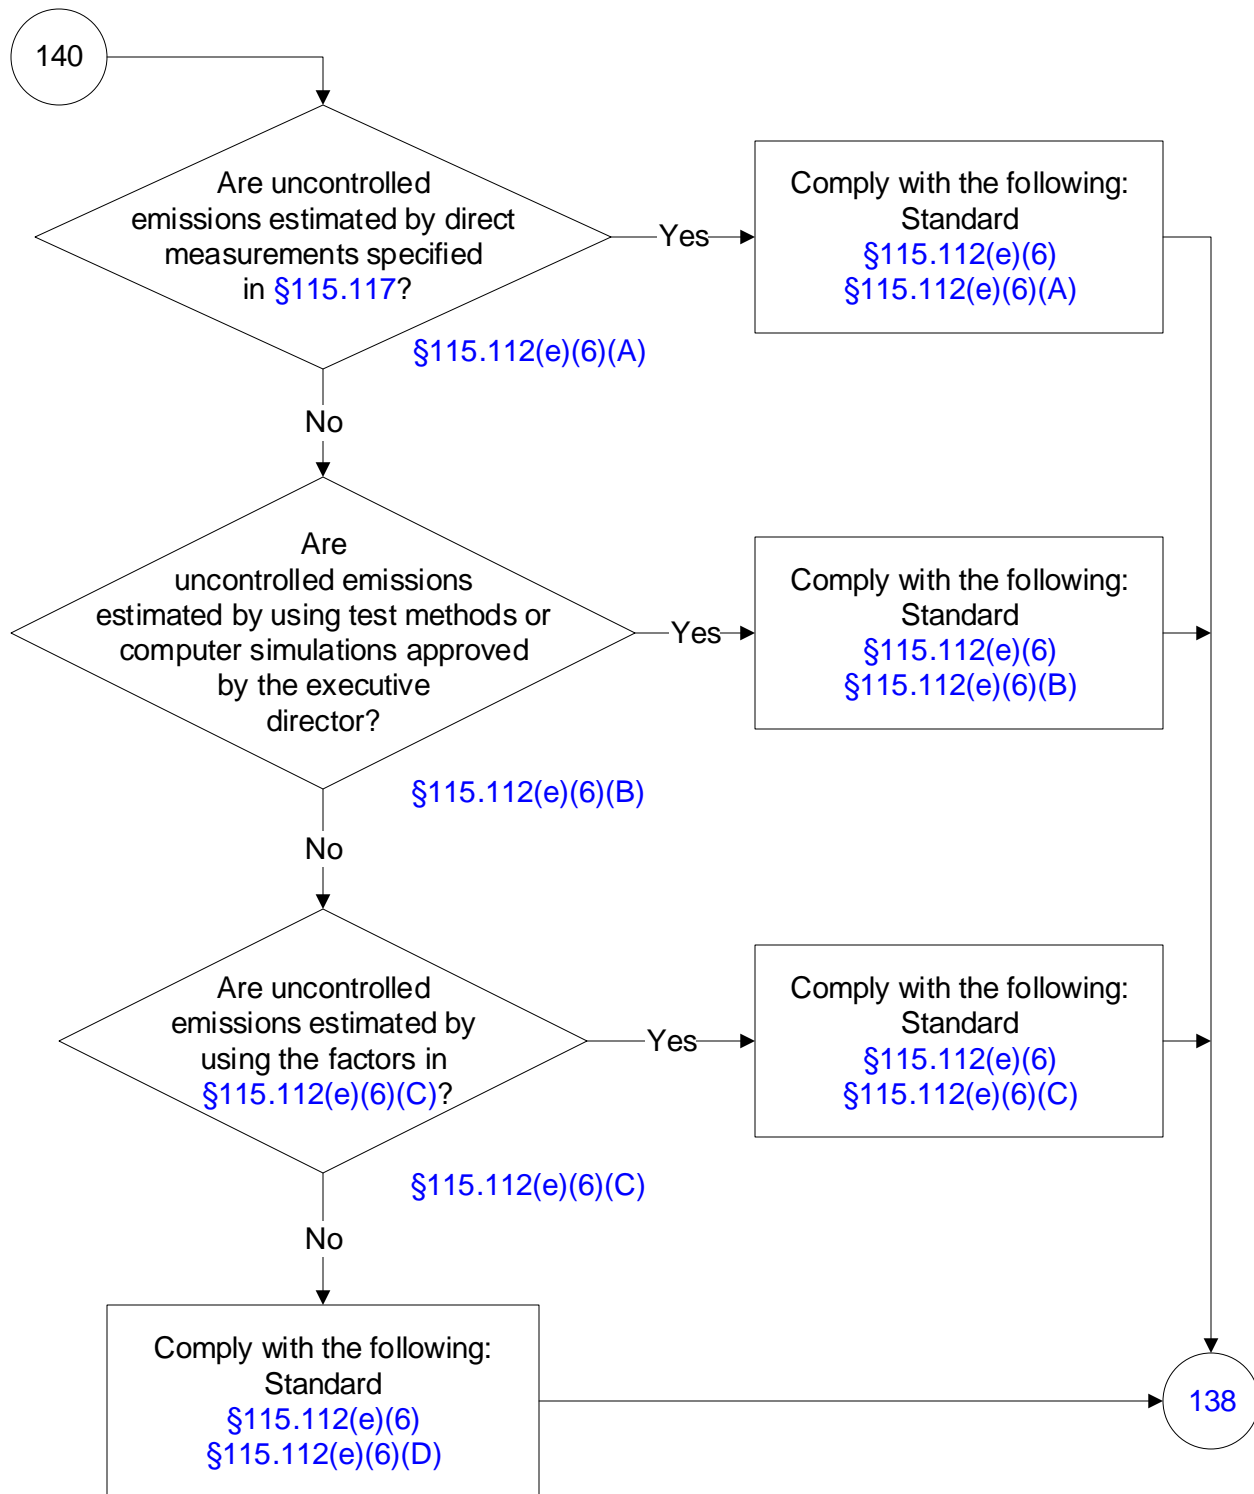 140
Are uncontrolled
emissions estimated by direct
measurements specified
in §115.117?
Yes
Comply with the following:
Standard
§115.112(e)(6)
§115.112(e)(6)(A)
§115.112(e)(6)(A)
No
Are
uncontrolled emissions
estimated by using test methods or
computer simulations approved
by the executive
director?
Yes
Comply with the following:
Standard
§115.112(e)(6)
§115.112(e)(6)(B)
§115.112(e)(6)(B)
No
Are uncontrolled
emissions estimated by
using the factors in
§115.112(e)(6)(C)?
Yes
Comply with the following:
Standard
§115.112(e)(6)
§115.112(e)(6)(C)
§115.112(e)(6)(C)
No
Comply with the following:
Standard
§115.112(e)(6)
§115.112(e)(6)(D)
138